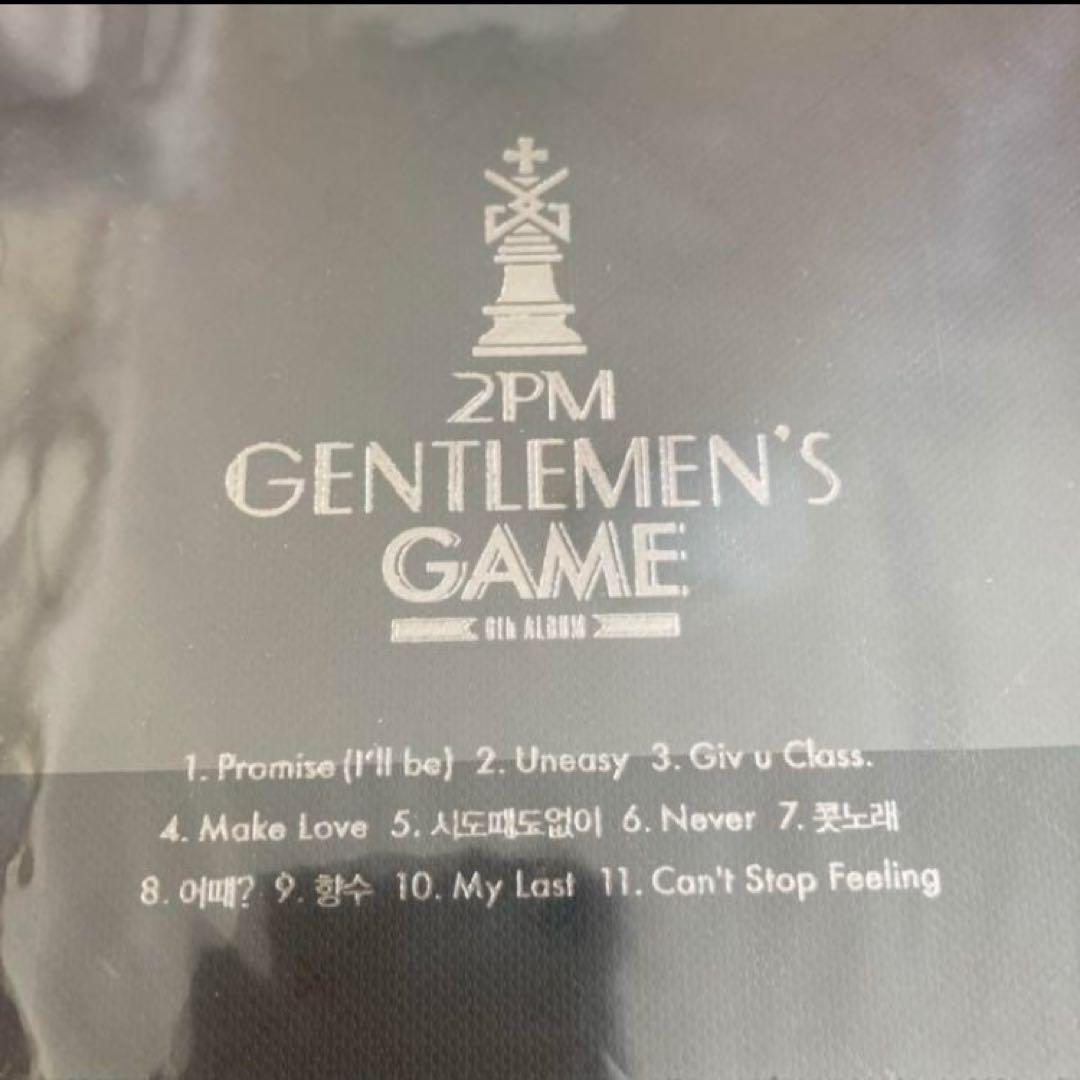 2PM
GENTLEMEN'S
GAME
6th ALBUM
1. Promise (I'll be) 2. Uneasy 3. Giv u Class.
4. Make Love 5. 시도때도없이 6. Never 7. 콧노래
8. 어때? 9. 향수 10. My Last 11. Can't Stop Feeling